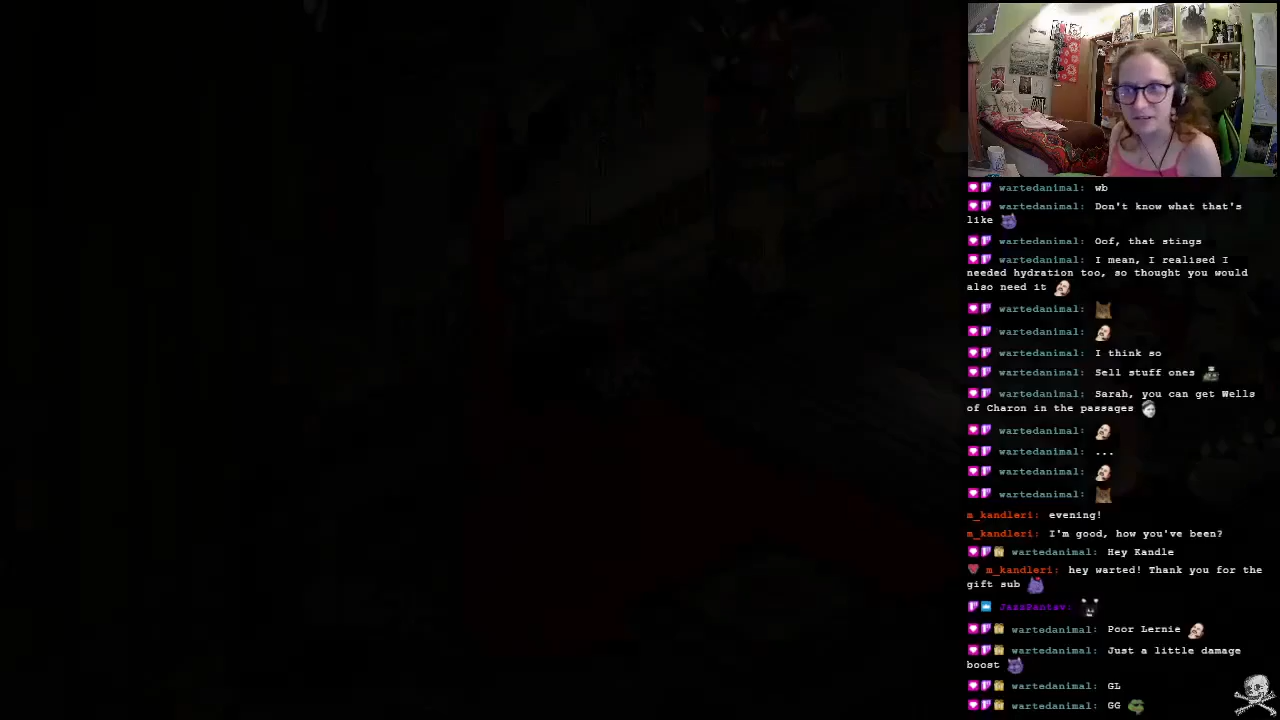 wartedanimal: wb
wartedanimal: Don't know what that's
like
wartedanimal: Oof, that stings
wartedanimal: I mean, I realised I
needed hydration too, so thought you would
also need it
wartedanimal:
wartedanimal:
wartedanimal: I think so
wartedanimal: Sell stuff ones
wartedanimal: Sarah, you can get Wells
of Charon in the passages
wartedanimal:
wartedanimal: ...
wartedanimal:
wartedanimal:
m_kandleri: evening!
m_kandleri: I'm good, how you've been?
wartedanimal: Hey Kandle
m_kandleri: hey warted! Thank you for the
gift sub
JazzPantav:
wartedanimal: Poor Lernie
wartedanimal: Just a little damage
boost
wartedanimal: GL
wartedanimal: GG